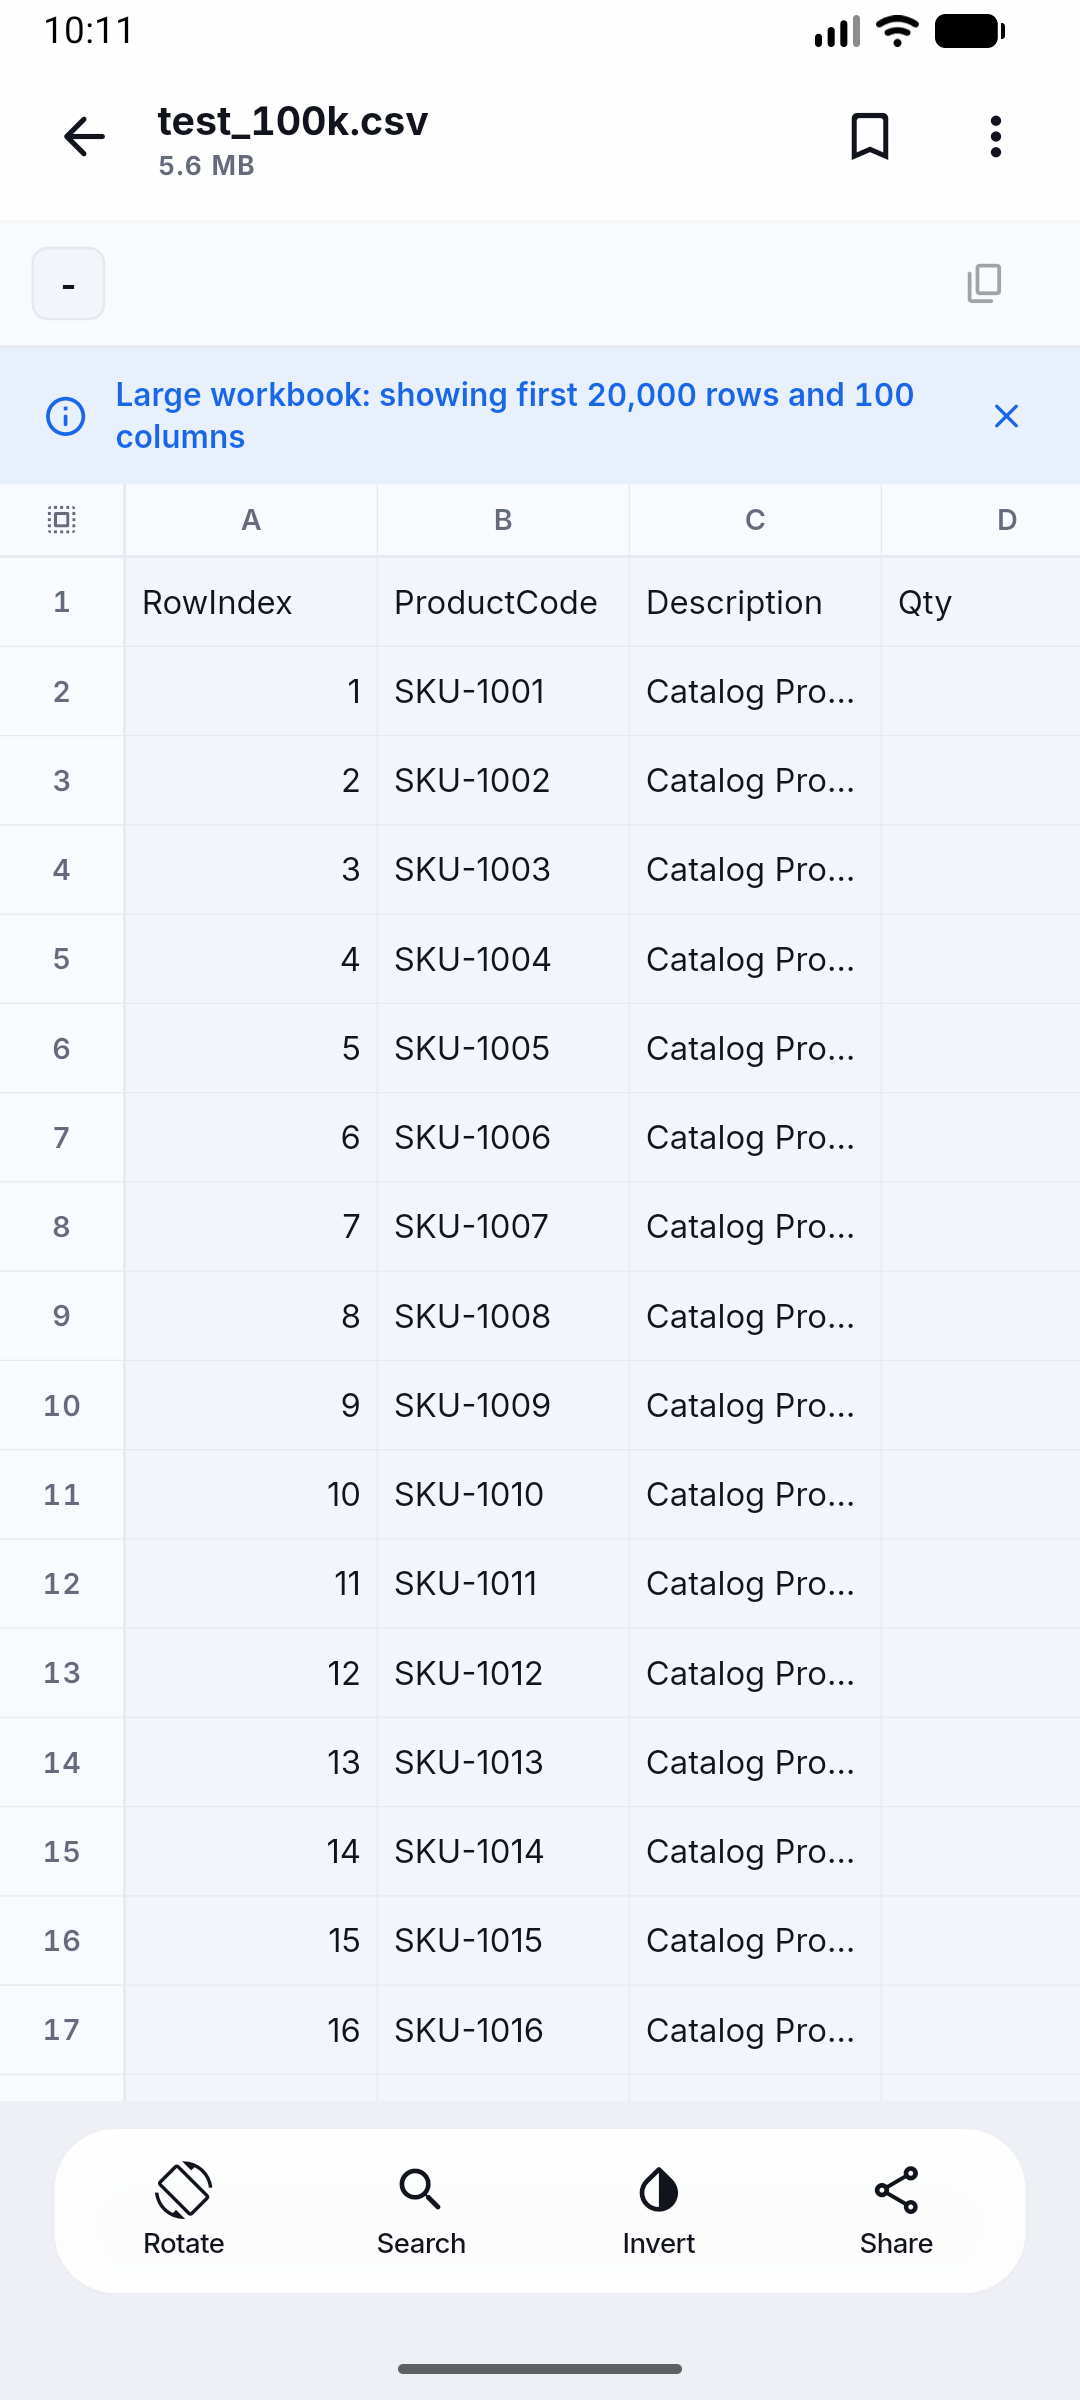 10:11
test_100k.csv
5.6 MB
-
Large workbook: showing first 20,000 rows and 100
columns
A B C D
1 RowIndex ProductCode Description Qty
2 1 SKU-1001 Catalog Pro...
3 2 SKU-1002 Catalog Pro...
4 3 SKU-1003 Catalog Pro...
5 4 SKU-1004 Catalog Pro...
6 5 SKU-1005 Catalog Pro...
7 6 SKU-1006 Catalog Pro...
8 7 SKU-1007 Catalog Pro...
9 8 SKU-1008 Catalog Pro...
10 9 SKU-1009 Catalog Pro...
11 10 SKU-1010 Catalog Pro...
12 11 SKU-1011 Catalog Pro...
13 12 SKU-1012 Catalog Pro...
14 13 SKU-1013 Catalog Pro...
15 14 SKU-1014 Catalog Pro...
16 15 SKU-1015 Catalog Pro...
17 16 SKU-1016 Catalog Pro...
Rotate Search Invert Share